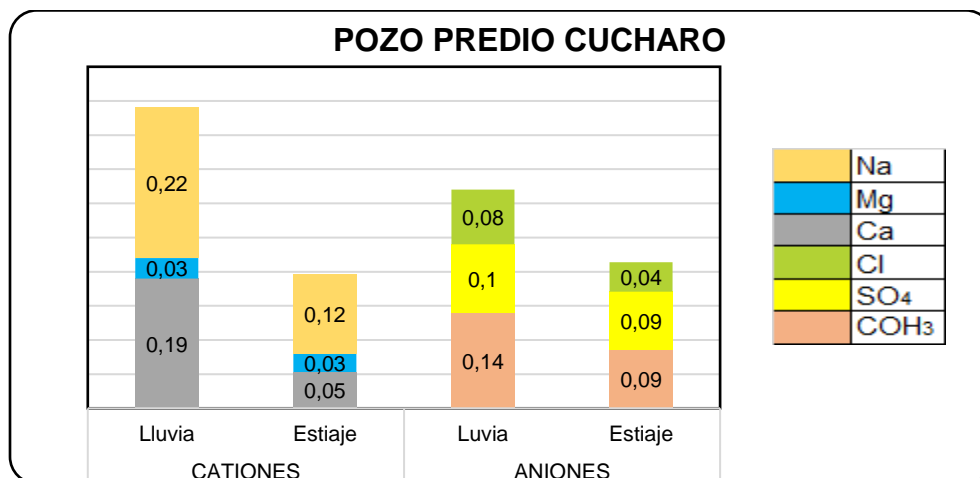 POZO PREDIO CUCHARO
0,22
0,03
0,19
0,12
0,03
0,05
0,08
0,1
0,14
0,04
0,09
0,09
Lluvia Estiaje Luvia Estiaje
CATIONES ANIONES
Na
Mg
Ca
Cl
SO₄
COH₃